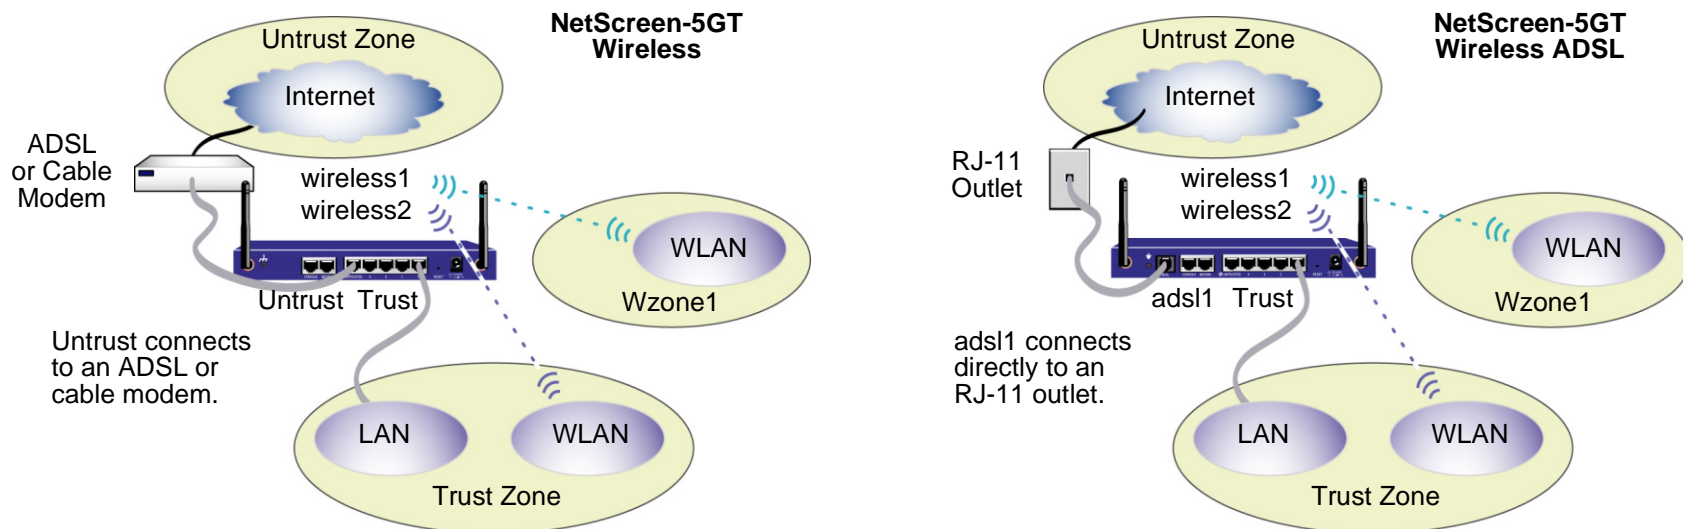 NetScreen-5GT
Wireless
Untrust Zone
Internet
ADSL
or Cable
Modem
wireless1
wireless2
WLAN
Wzone1
Untrust
Trust
Untrust connects
to an ADSL or
cable modem.
LAN
WLAN
Trust Zone
NetScreen-5GT
Wireless ADSL
Untrust Zone
Internet
RJ-11
Outlet
wireless1
wireless2
WLAN
Wzone1
adsl1
Trust
adsl1 connects
directly to an
RJ-11 outlet.
LAN
WLAN
Trust Zone